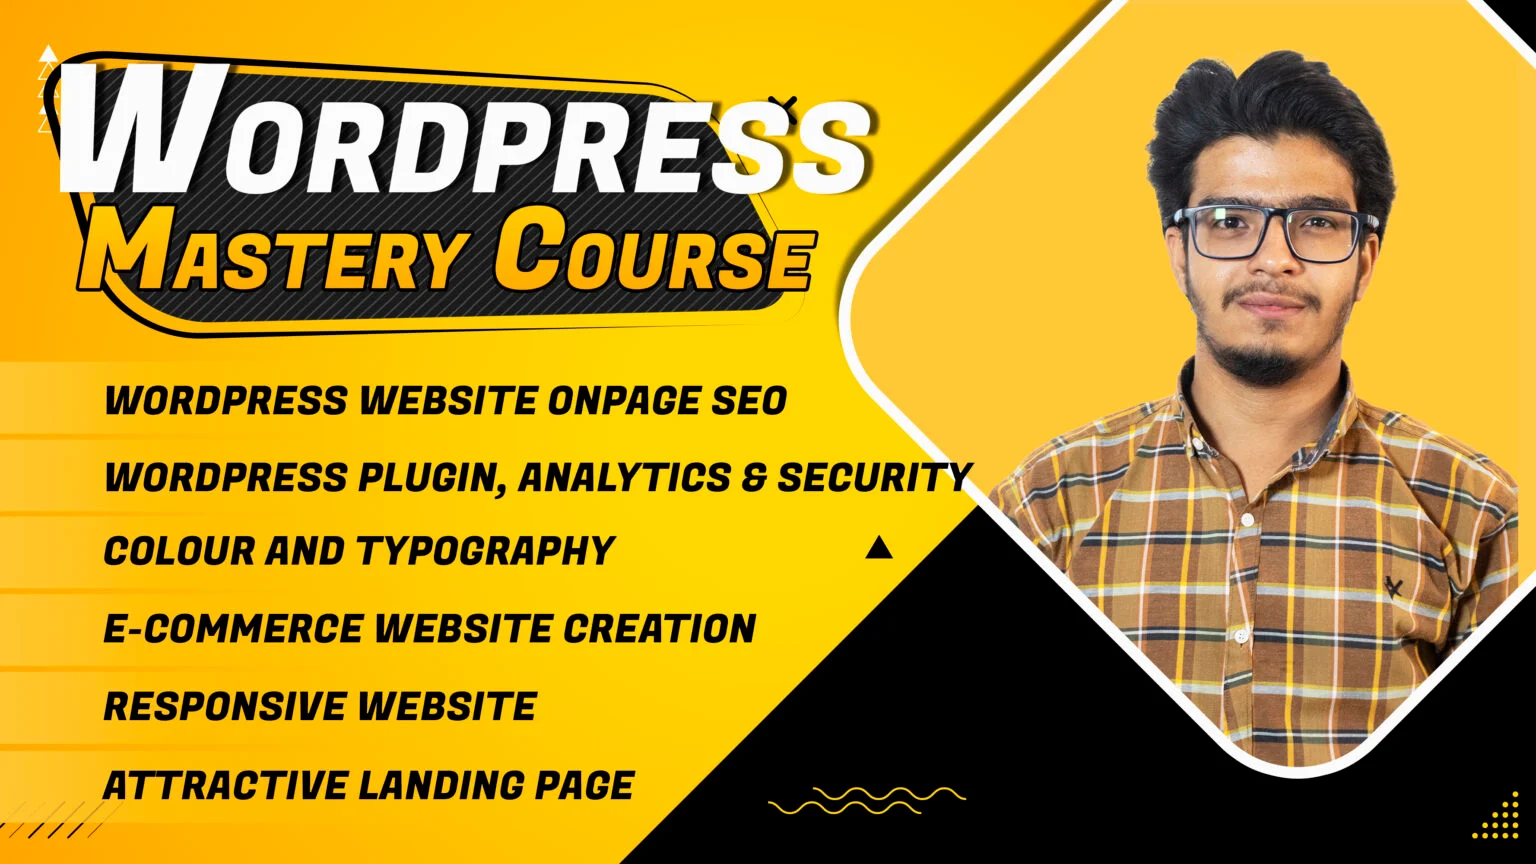 WORDPRESS
MASTERY COURSE
WORDPRESS WEBSITE ONPAGE SEO
WORDPRESS PLUGIN, ANALYTICS & SECURITY
COLOUR AND TYPOGRAPHY
E-COMMERCE WEBSITE CREATION
RESPONSIVE WEBSITE
ATTRACTIVE LANDING PAGE